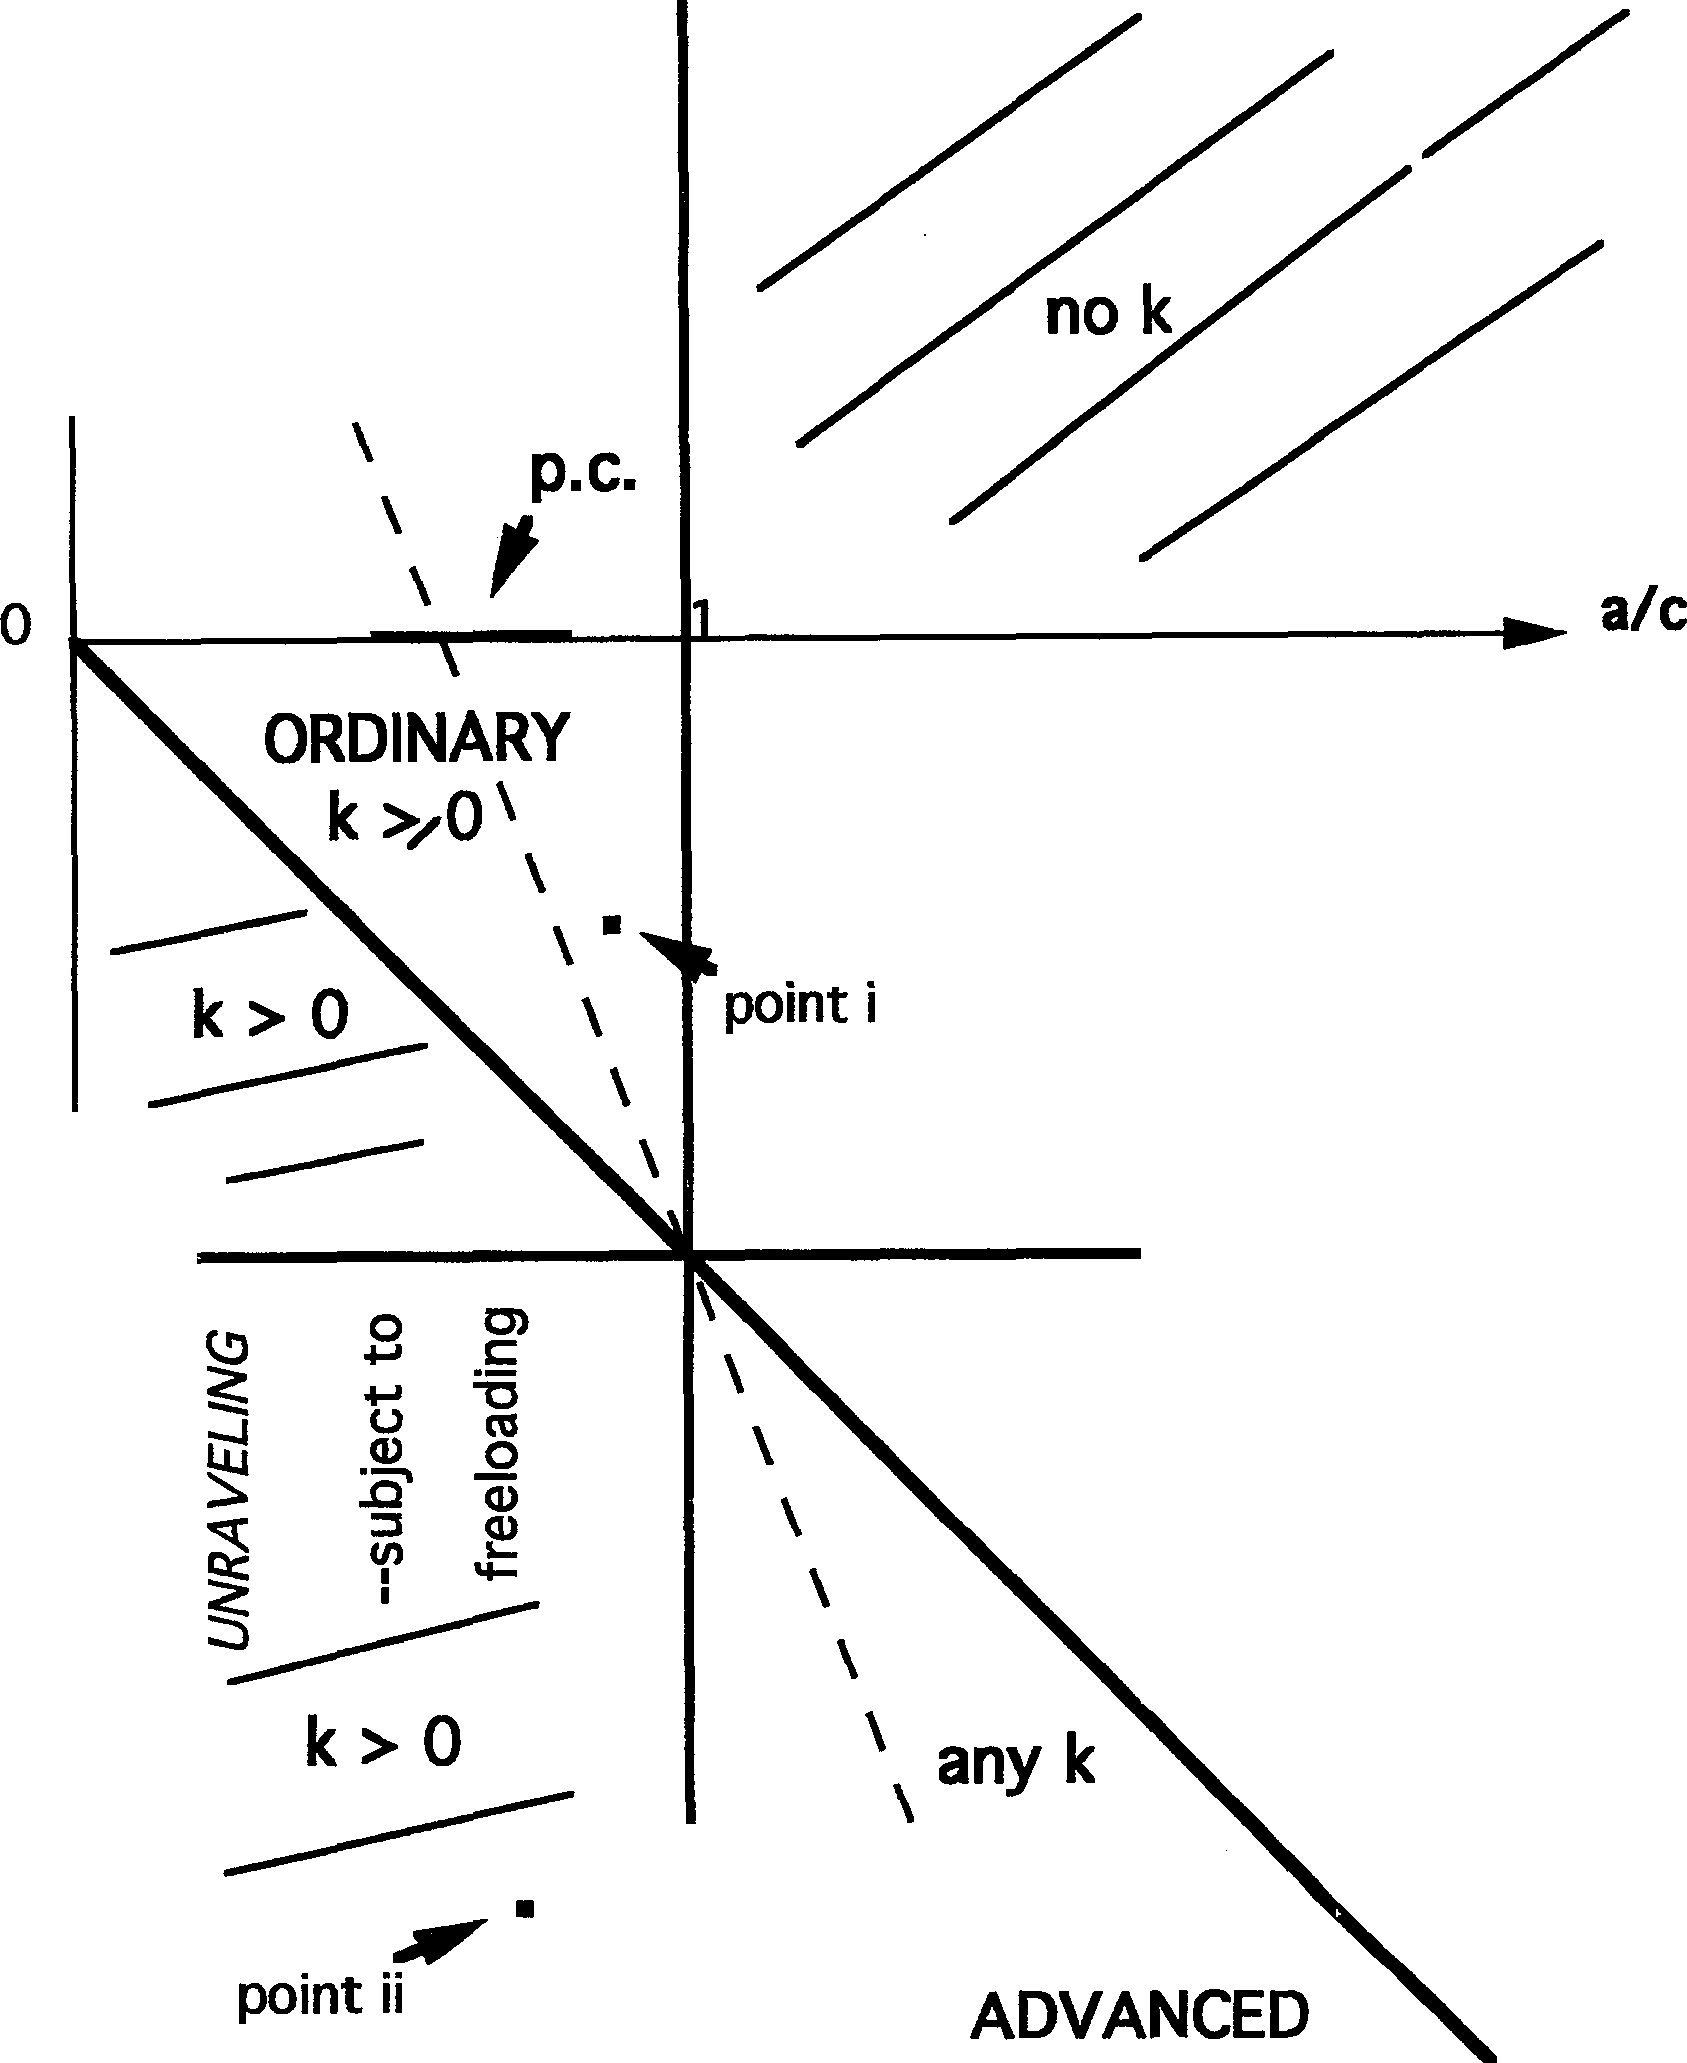 no k
p.c.
0
1
a/c
ORDINARY
k ⩾ 0
point i
k > 0
UNRAVELING
--subject to
freeloading
k > 0
any k
point ii
ADVANCED